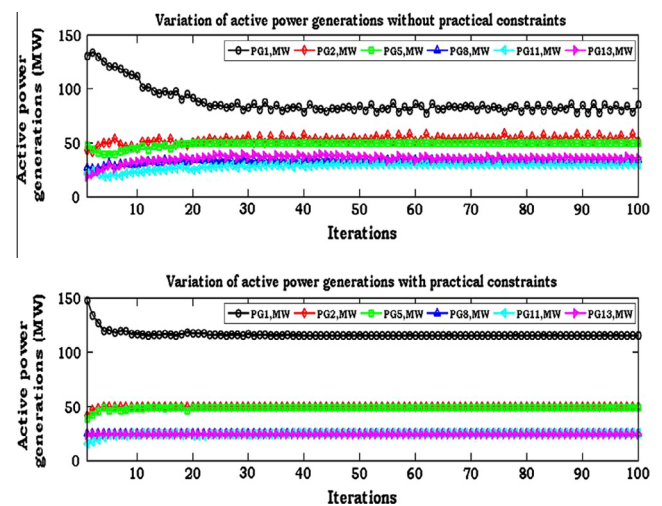 Variation of active power generations without practical constraints
Active power
generations (MW)
150
100
50
0
PG1,MW PG2,MW PG5,MW PG8,MW PG11,MW PG13,MW
10 20 30 40 50 60 70 80 90 100
Iterations
Variation of active power generations with practical constraints
Active power
generations (MW)
150
100
50
0
PG1,MW PG2,MW PG5,MW PG8,MW PG11,MW PG13,MW
10 20 30 40 50 60 70 80 90 100
Iterations